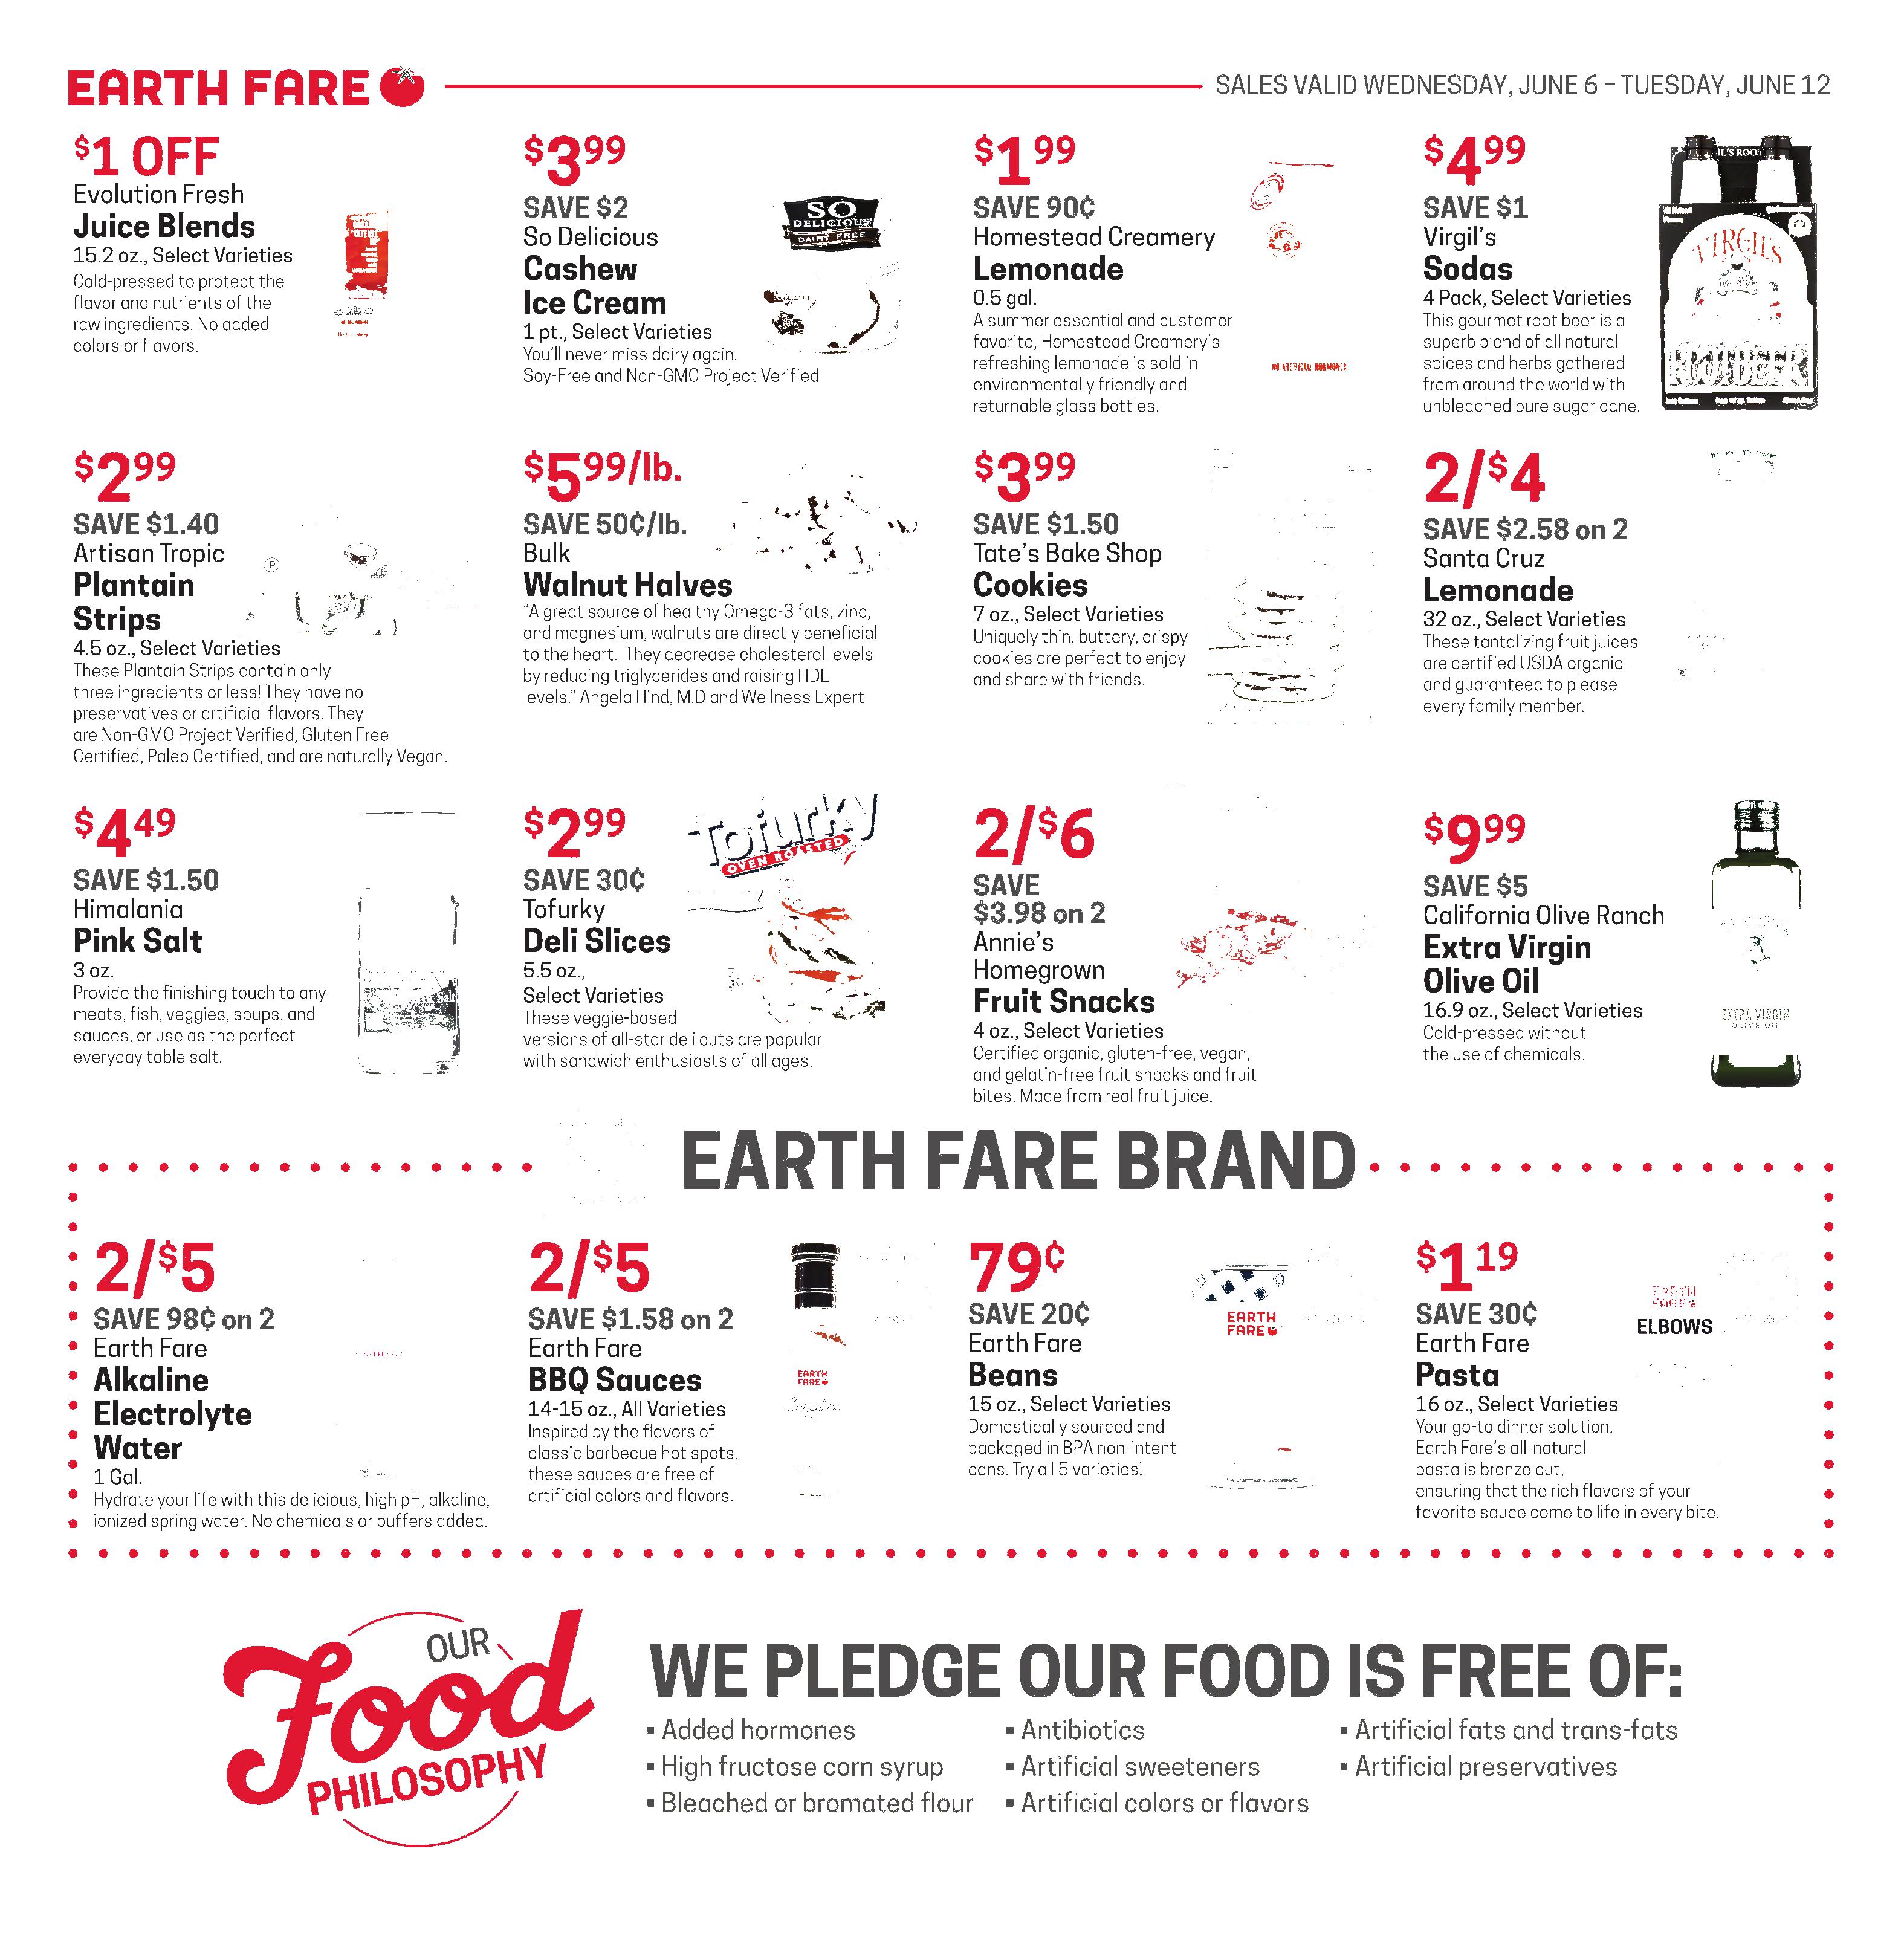 EARTH FARE
SALES VALID WEDNESDAY, JUNE 6 – TUESDAY, JUNE 12
$1 OFF
Evolution Fresh
Juice Blends
15.2 oz., Select Varieties
Cold-pressed to protect the
flavor and nutrients of the
raw ingredients. No added
colors or flavors.
$3.99
SAVE $2
So Delicious
Cashew
Ice Cream
1 pt., Select Varieties
You'll never miss dairy again.
Soy-Free and Non-GMO Project Verified
SO
DELICIOUS
DAIRY FREE
$1.99
SAVE 90¢
Homestead Creamery
Lemonade
0.5 gal.
A summer essential and customer
favorite, Homestead Creamery's
refreshing lemonade is sold in
environmentally friendly and
returnable glass bottles.
NO ARTIFICIAL HORMONES
$4.99
SAVE $1
Virgil's
Sodas
4 Pack, Select Varieties
This gourmet root beer is a
superb blend of all natural
spices and herbs gathered
from around the world with
unbleached pure sugar cane.
VIRGIL'S
ROOTBEER
$2.99
SAVE $1.40
Artisan Tropic
Plantain
Strips
4.5 oz., Select Varieties
These Plantain Strips contain only
three ingredients or less! They have no
preservatives or artificial flavors. They
are Non-GMO Project Verified, Gluten Free
Certified, Paleo Certified, and are naturally Vegan.
$5.99/lb.
SAVE 50¢/lb.
Bulk
Walnut Halves
"A great source of healthy Omega-3 fats, zinc,
and magnesium, walnuts are directly beneficial
to the heart. They decrease cholesterol levels
by reducing triglycerides and raising HDL
levels." Angela Hind, M.D and Wellness Expert
$3.99
SAVE $1.50
Tate's Bake Shop
Cookies
7 oz., Select Varieties
Uniquely thin, buttery, crispy
cookies are perfect to enjoy
and share with friends.
2/$4
SAVE $2.58 on 2
Santa Cruz
Lemonade
32 oz., Select Varieties
These tantalizing fruit juices
are certified USDA organic
and guaranteed to please
every family member.
$4.49
SAVE $1.50
Himalania
Pink Salt
3 oz.
Provide the finishing touch to any
meats, fish, veggies, soups, and
sauces, or use as the perfect
everyday table salt.
$2.99
SAVE 30¢
Tofurky
Deli Slices
5.5 oz.,
Select Varieties
These veggie-based
versions of all-star deli cuts are popular
with sandwich enthusiasts of all ages.
Tofurky
OVEN ROASTED
2/$6
SAVE
$3.98 on 2
Annie's
Homegrown
Fruit Snacks
4 oz., Select Varieties
Certified organic, gluten-free, vegan,
and gelatin-free fruit snacks and fruit
bites. Made from real fruit juice.
$9.99
SAVE $5
California Olive Ranch
Extra Virgin
Olive Oil
16.9 oz., Select Varieties
Cold-pressed without
the use of chemicals.
EXTRA VIRGIN
OLIVE OIL
EARTH FARE BRAND
2/$5
SAVE 98¢ on 2
Earth Fare
Alkaline
Electrolyte
Water
1 Gal.
Hydrate your life with this delicious, high pH, alkaline,
ionized spring water. No chemicals or buffers added.
2/$5
SAVE $1.58 on 2
Earth Fare
BBQ Sauces
14-15 oz., All Varieties
Inspired by the flavors of
classic barbecue hot spots,
these sauces are free of
artificial colors and flavors.
EARTH
FARE
79¢
SAVE 20¢
Earth Fare
Beans
15 oz., Select Varieties
Domestically sourced and
packaged in BPA non-intent
cans. Try all 5 varieties!
EARTH
FARE
$1.19
SAVE 30¢
Earth Fare
Pasta
16 oz., Select Varieties
Your go-to dinner solution,
Earth Fare's all-natural
pasta is bronze cut,
ensuring that the rich flavors of your
favorite sauce come to life in every bite.
EARTH
FARE
ELBOWS
OUR
Food
PHILOSOPHY
WE PLEDGE OUR FOOD IS FREE OF:
▪ Added hormones
▪ High fructose corn syrup
▪ Bleached or bromated flour
▪ Antibiotics
▪ Artificial sweeteners
▪ Artificial colors or flavors
▪ Artificial fats and trans-fats
▪ Artificial preservatives